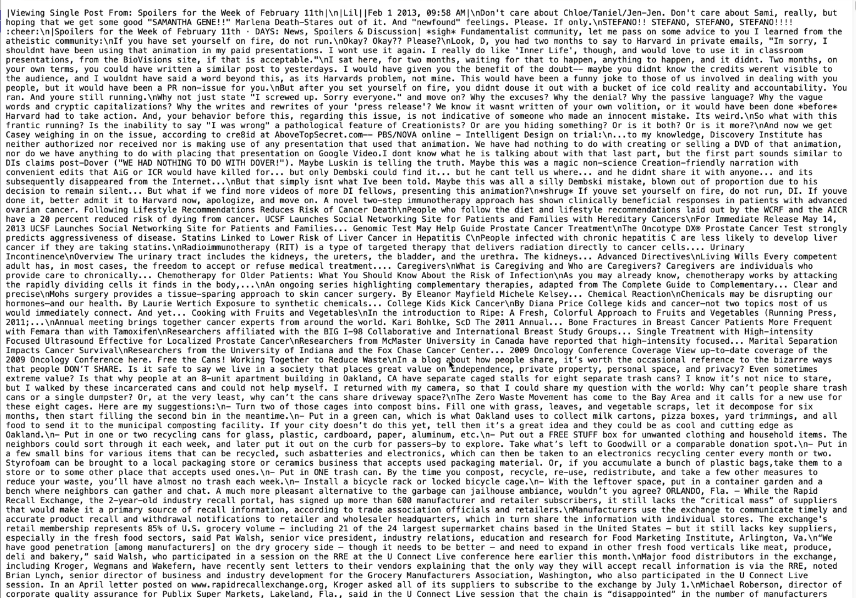 |Viewing Single Post From: Spoilers for the Week of February 11th|\n|Lil||Feb 1 2013, 09:58 AM|\nDon't care about Chloe/Taniel/Jen-Jen. Don't care about Sami, really, but
hoping that we get some good "SAMANTHA GENE!!" Marlena Death-Stares out of it. And "newfound" feelings. Please. If only.\nSTEFANO!! STEFANO, STEFANO, STEFANO!!!!
:cheer:\n|Spoilers for the Week of February 11th · DAYS: News, Spoilers & Discussion| *sigh* Fundamentalist community, let me pass on some advice to you I learned from the
atheistic community:\nIf you have set yourself on fire, do not run.\nOkay? Okay?? Please?\nLook, D, you had two months to say to Harvard in private emails, "I'm sorry, I
wouldnt be using that animation in my paid presentations. I wont use it again. I really do like 'Inner Life', though, and would love to use it in classroom
presentations, from the BioVisions site, if that is acceptable."\nI sat here, for two months, waiting for that to happen, anything to happen, and it didnt. Two months, on
your own terms, you could have written a similar post to yesterdays. I would have given you the benefit of the doubt—— maybe you didnt know the credits werent visible to
the audience, and I wouldnt have said a word beyond this, as its Harvards problem, not mine. This would have been a funny joke to those of us involved in dealing with you
people, but it would have been a PR non-issue for you.\nBut after you set yourself on fire, you didnt douse it out with a bucket of ice cold reality and accountability. You
ran. And youre still running.\nWhy not just state "I screwed up. Sorry everyone." and move on? Why the excuses? Why the denial? Why the passive language? Why the vague
words and cryptic capitalizations? Why the writes and rewrites of your 'press release'? We know it wasnt written of your own volition, or it would have been done *before*
Harvard had to take action. And, your behavior before this, regarding this issue, is not indicative of someone who made an innocent mistake. Its weird.\nSo what with this
frantic running? Is the inability to say "I was wrong" a pathological feature of Creationists? Or are you hiding something? Or is it both? Or is it more?\nAnd now we get
Casey weighing in on the issue, according to cre8id at AboveTopSecret.com—— PBS/NOVA online - Intelligent Design on trial:\n...to my knowledge, Discovery Institute has
neither authorized nor received nor is making use of any presentation that used that animation. We have had nothing to do with creating or selling a DVD of that animation,
nor do we have anything to do with placing that presentation on Google Video.I dont know what he is talking about with that last part, but the first part sounds similar to
DIs claims post—Dover ("WE HAD NOTHING TO DO WITH DOVER!"). Maybe Luskin is telling the truth. Maybe this was a magic non-science Creation-friendly narration with
convenient edits that AiG or ICR would have killed for... but only Dembski could find it... but he cant tell us where... and he didnt share it with anyone... and its
subsequently disappeared from the Internet...\nBut that simply isnt what Ive been told. Maybe this was all a silly Dembski mistake, blown out of proportion due to his
decision to remain silent... But what if we find more videos of more DI fellows, presenting this animation?\n*shrug* If youve set yourself on fire, do not run, DI. If youve
done it, better admit it to Harvard now, apologize, and move on. A novel two-step immunotherapy approach has shown clinically beneficial responses in patients with advanced
ovarian cancer. Following Lifestyle Recommendations Reduces Risk of Cancer Death\nPeople who follow the diet and lifestyle recommendations laid out by the WCRF and the AICR
have a 20 percent reduced risk of dying from cancer. UCSF Launches Social Networking Site for Patients and Families with Hereditary Cancers\nFor Immediate Release May 14,
2013 UCSF Launches Social Networking Site for Patients and Families... Genomic Test May Help Guide Prostate Cancer Treatment\nThe Oncotype DX® Prostate Cancer Test strongly
predicts aggressiveness of disease. Statins Linked to Lower Risk of Liver Cancer in Hepatitis C\nPeople infected with chronic hepatitis C are less likely to develop liver
cancer if they are taking statins.\nRadioimmunotherapy (RIT) is a type of targeted therapy that delivers radiation directly to cancer cells.... Urinary
Incontinence\nOverview The urinary tract includes the kidneys, the ureters, the bladder, and the urethra. The kidneys... Advanced Directives\nLiving Wills Every competent
adult has, in most cases, the freedom to accept or refuse medical treatment.... Caregivers\nWhat is Caregiving and Who are Caregivers? Caregivers are individuals who
provide care to chronically... Chemotherapy for Older Patients: What You Should Know About the Risk of Infection\nAs you may already know, chemotherapy works by attacking
the rapidly dividing cells it finds in the body,...\nAn ongoing series highlighting complementary therapies, adapted from The Complete Guide to Complementary... Clear and
precise\nMohs surgery provides a tissue-sparing approach to skin cancer surgery. By Eleanor Mayfield Michele Kelsey... Chemical Reaction\nChemicals may be disrupting our
hormones—and our health. By Laurie Wertich Exposure to synthetic chemicals... College Kids Kick Cancer\nBy Diana Price College kids and cancer—not two topics most of us
would immediately connect. And yet... Cooking with Fruits and Vegetables\nIn the introduction to Ripe: A Fresh, Colorful Approach to Fruits and Vegetables (Running Press,
2011;...\nAnnual meeting brings together cancer experts from around the world. Kari Bohlke, ScD The 2011 Annual... Bone Fractures in Breast Cancer Patients More Frequent
with Femara than with Tamoxifen\nResearchers affiliated with the BIG 1-98 Collaborative and International Breast Study Groups... Single Treatment with High-intensity
Focused Ultrasound Effective for Localized Prostate Cancer\nResearchers from McMaster University in Canada have reported that high-intensity focused... Marital Separation
Impacts Cancer Survival\nResearchers from the University of Indiana and the Fox Chase Cancer Center... 2009 Oncology Conference Coverage View up-to-date coverage of the
2009 Oncology Conference here. Free the Cans! Working Together to Reduce Waste\nIn a blog about how people share, it's worth the occasional reference to the bizarre ways
that people DON'T SHARE. Is it safe to say we live in a society that places great value on independence, private property, personal space, and privacy? Even sometimes
extreme value? Is that why people at an 8-unit apartment building in Oakland, CA have separate caged stalls for eight separate trash cans? I know it's not nice to stare,
but I walked by these incarcerated cans and could not help myself. I returned with my camera, so that I could share my question with the world: Why can't people share trash
cans or a single dumpster? Or, at the very least, why can't the cans share driveway space?\nThe Zero Waste Movement has come to the Bay Area and it calls for a new use for
these eight cages. Here are my suggestions:\n– Turn two of those cages into compost bins. Fill one with grass, leaves, and vegetable scraps, let it decompose for six
months, then start filling the second bin in the meantime.\n– Put in a green can, which is what Oakland uses to collect milk cartons, pizza boxes, yard trimmings, and all
food to send it to the municipal composting facility. If your city doesn't do this yet, tell them it's a great idea and they could be as cool and cutting edge as
Oakland.\n– Put in one or two recycling cans for glass, plastic, cardboard, paper, aluminum, etc.\n– Put out a FREE STUFF box for unwanted clothing and household items. The
neighbors could sort through it each week, and later put it out on the curb for passers-by to explore. Take what's left to Goodwill or a comparable donation spot.\n– Put in
a few small bins for various items that can be recycled, such asbatteries and electronics, which can then be taken to an electronics recycling center every month or two.
Styrofoam can be brought to a local packaging store or ceramics business that accepts used packaging material. Or, if you accumulate a bunch of plastic bags,take them to a
store or to some other place that accepts used ones.\n– Put in ONE trash can. By the time you compost, recycle, re-use, redistribute, and take a few other measures to
reduce your waste, you'll have almost no trash each week.\n– Install a bicycle rack or locked bicycle cage.\n– With the leftover space, put in a container garden and a
bench where neighbors can gather and chat. A much more pleasant alternative to the garbage can jailhouse ambiance, wouldn't you agree? ORLANDO, Fla. — While the Rapid
Recall Exchange, the 2-year-old industry recall portal, has signed up more than 600 manufacturer and retailer subscribers, it still lacks the "critical mass" of suppliers
that would make it a primary source of recall information, according to trade association officials and retailers.\nManufacturers use the exchange to communicate timely and
accurate product recall and withdrawal notifications to retailer and wholesaler headquarters, which in turn share the information with individual stores. The exchange's
retail membership represents 85% of U.S. grocery volume — including 21 of the 24 largest supermarket chains based in the United States — but it still lacks key suppliers,
especially in the fresh food sectors, said Pat Walsh, senior vice president, industry relations, education and research for Food Marketing Institute, Arlington, Va.\n"We
have good penetration [among manufacturers] on the dry grocery side — though it needs to be better — and need to expand in other fresh food verticals like meat, produce,
deli and bakery," said Walsh, who participated in a session on the RRE at the U Connect Live conference here earlier this month.\nMajor food distributors in the exchange,
including Kroger, Wegmans and Wakefern, have recently sent letters to their vendors explaining that the only way they will accept recall information is via the RRE, noted
Brian Lynch, senior director of business and industry development for the Grocery Manufacturers Association, Washington, who also participated in the U Connect Live
session. In an April letter posted on www.rapidrecallexchange.org, Kroger asked all of its suppliers to subscribe to the exchange by July 1.\nMichael Roberson, director of
corporate quality assurance for Publix Super Markets, Lakeland, Fla., said in the U Connect Live session that the chain is "disappointed" in the number of manufacturers